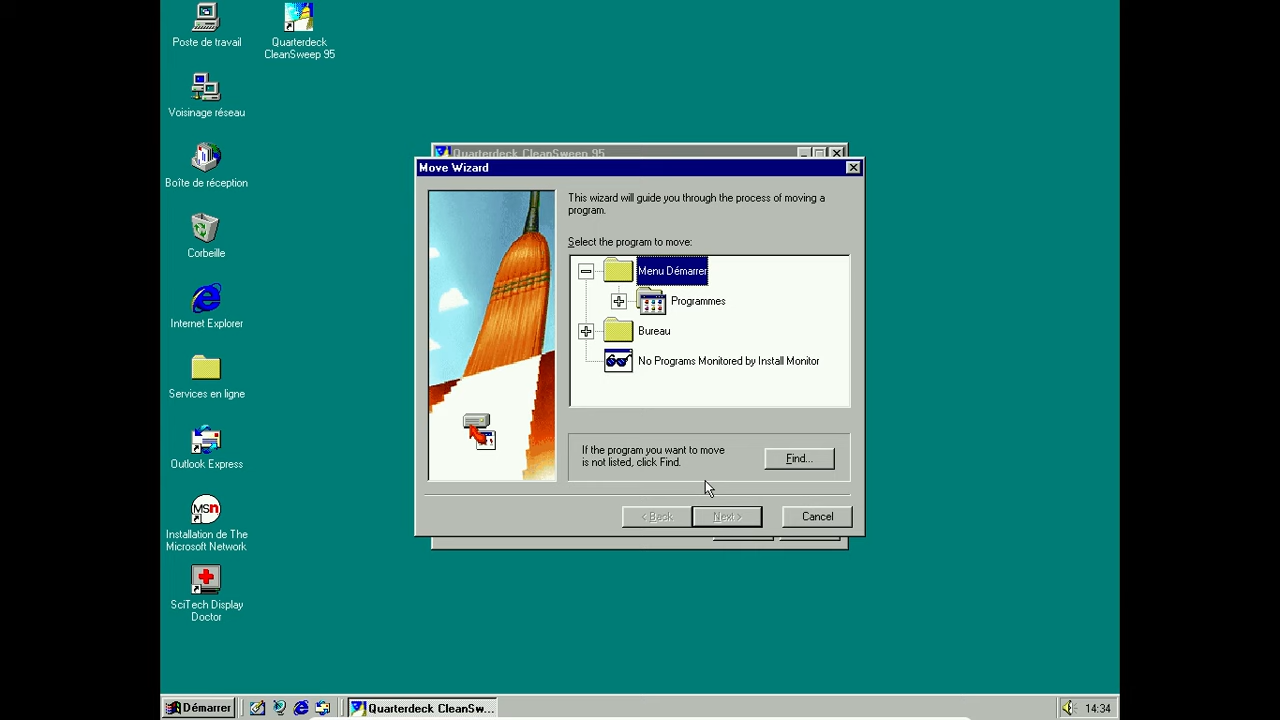 Poste de travail
Quarterdeck
CleanSweep 95
Voisinage réseau
Boîte de réception
Corbeille
Internet Explorer
Services en ligne
Outlook Express
MSN
Installation de The
Microsoft Network
SciTech Display
Doctor
Quarterdeck CleanSweep 95
Move Wizard
This wizard will guide you through the process of moving a
program.
Select the program to move:
Menu Démarrer
Programmes
Bureau
No Programs Monitored by Install Monitor
If the program you want to move
is not listed, click Find.
Find...
< Back
Next >
Cancel
Démarrer
Quarterdeck CleanSw...
14:34